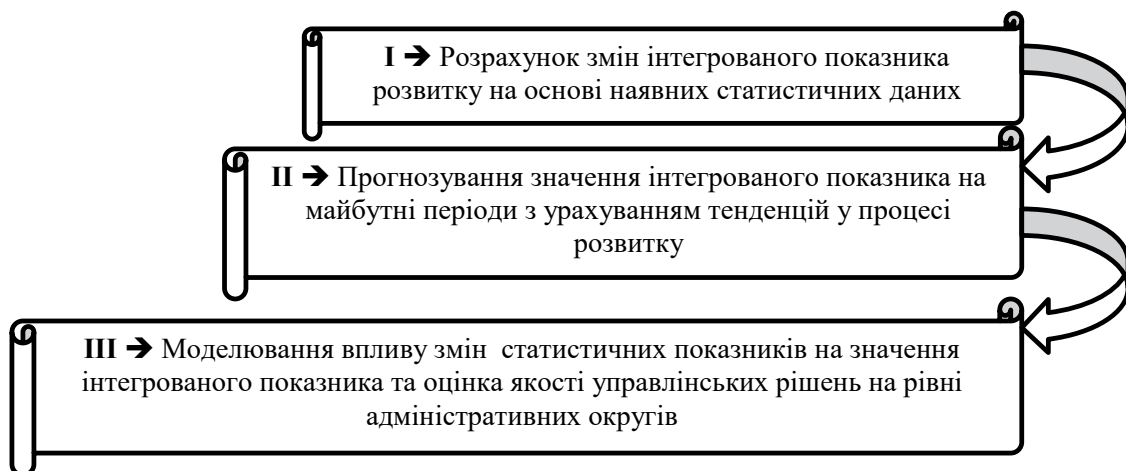 I ➔ Розрахунок змін інтегрованого показника
розвитку на основі наявних статистичних даних
II ➔ Прогнозування значення інтегрованого показника на
майбутні періоди з урахуванням тенденцій у процесі
розвитку
III ➔ Моделювання впливу змін статистичних показників на значення
інтегрованого показника та оцінка якості управлінських рішень на рівні
адміністративних округів